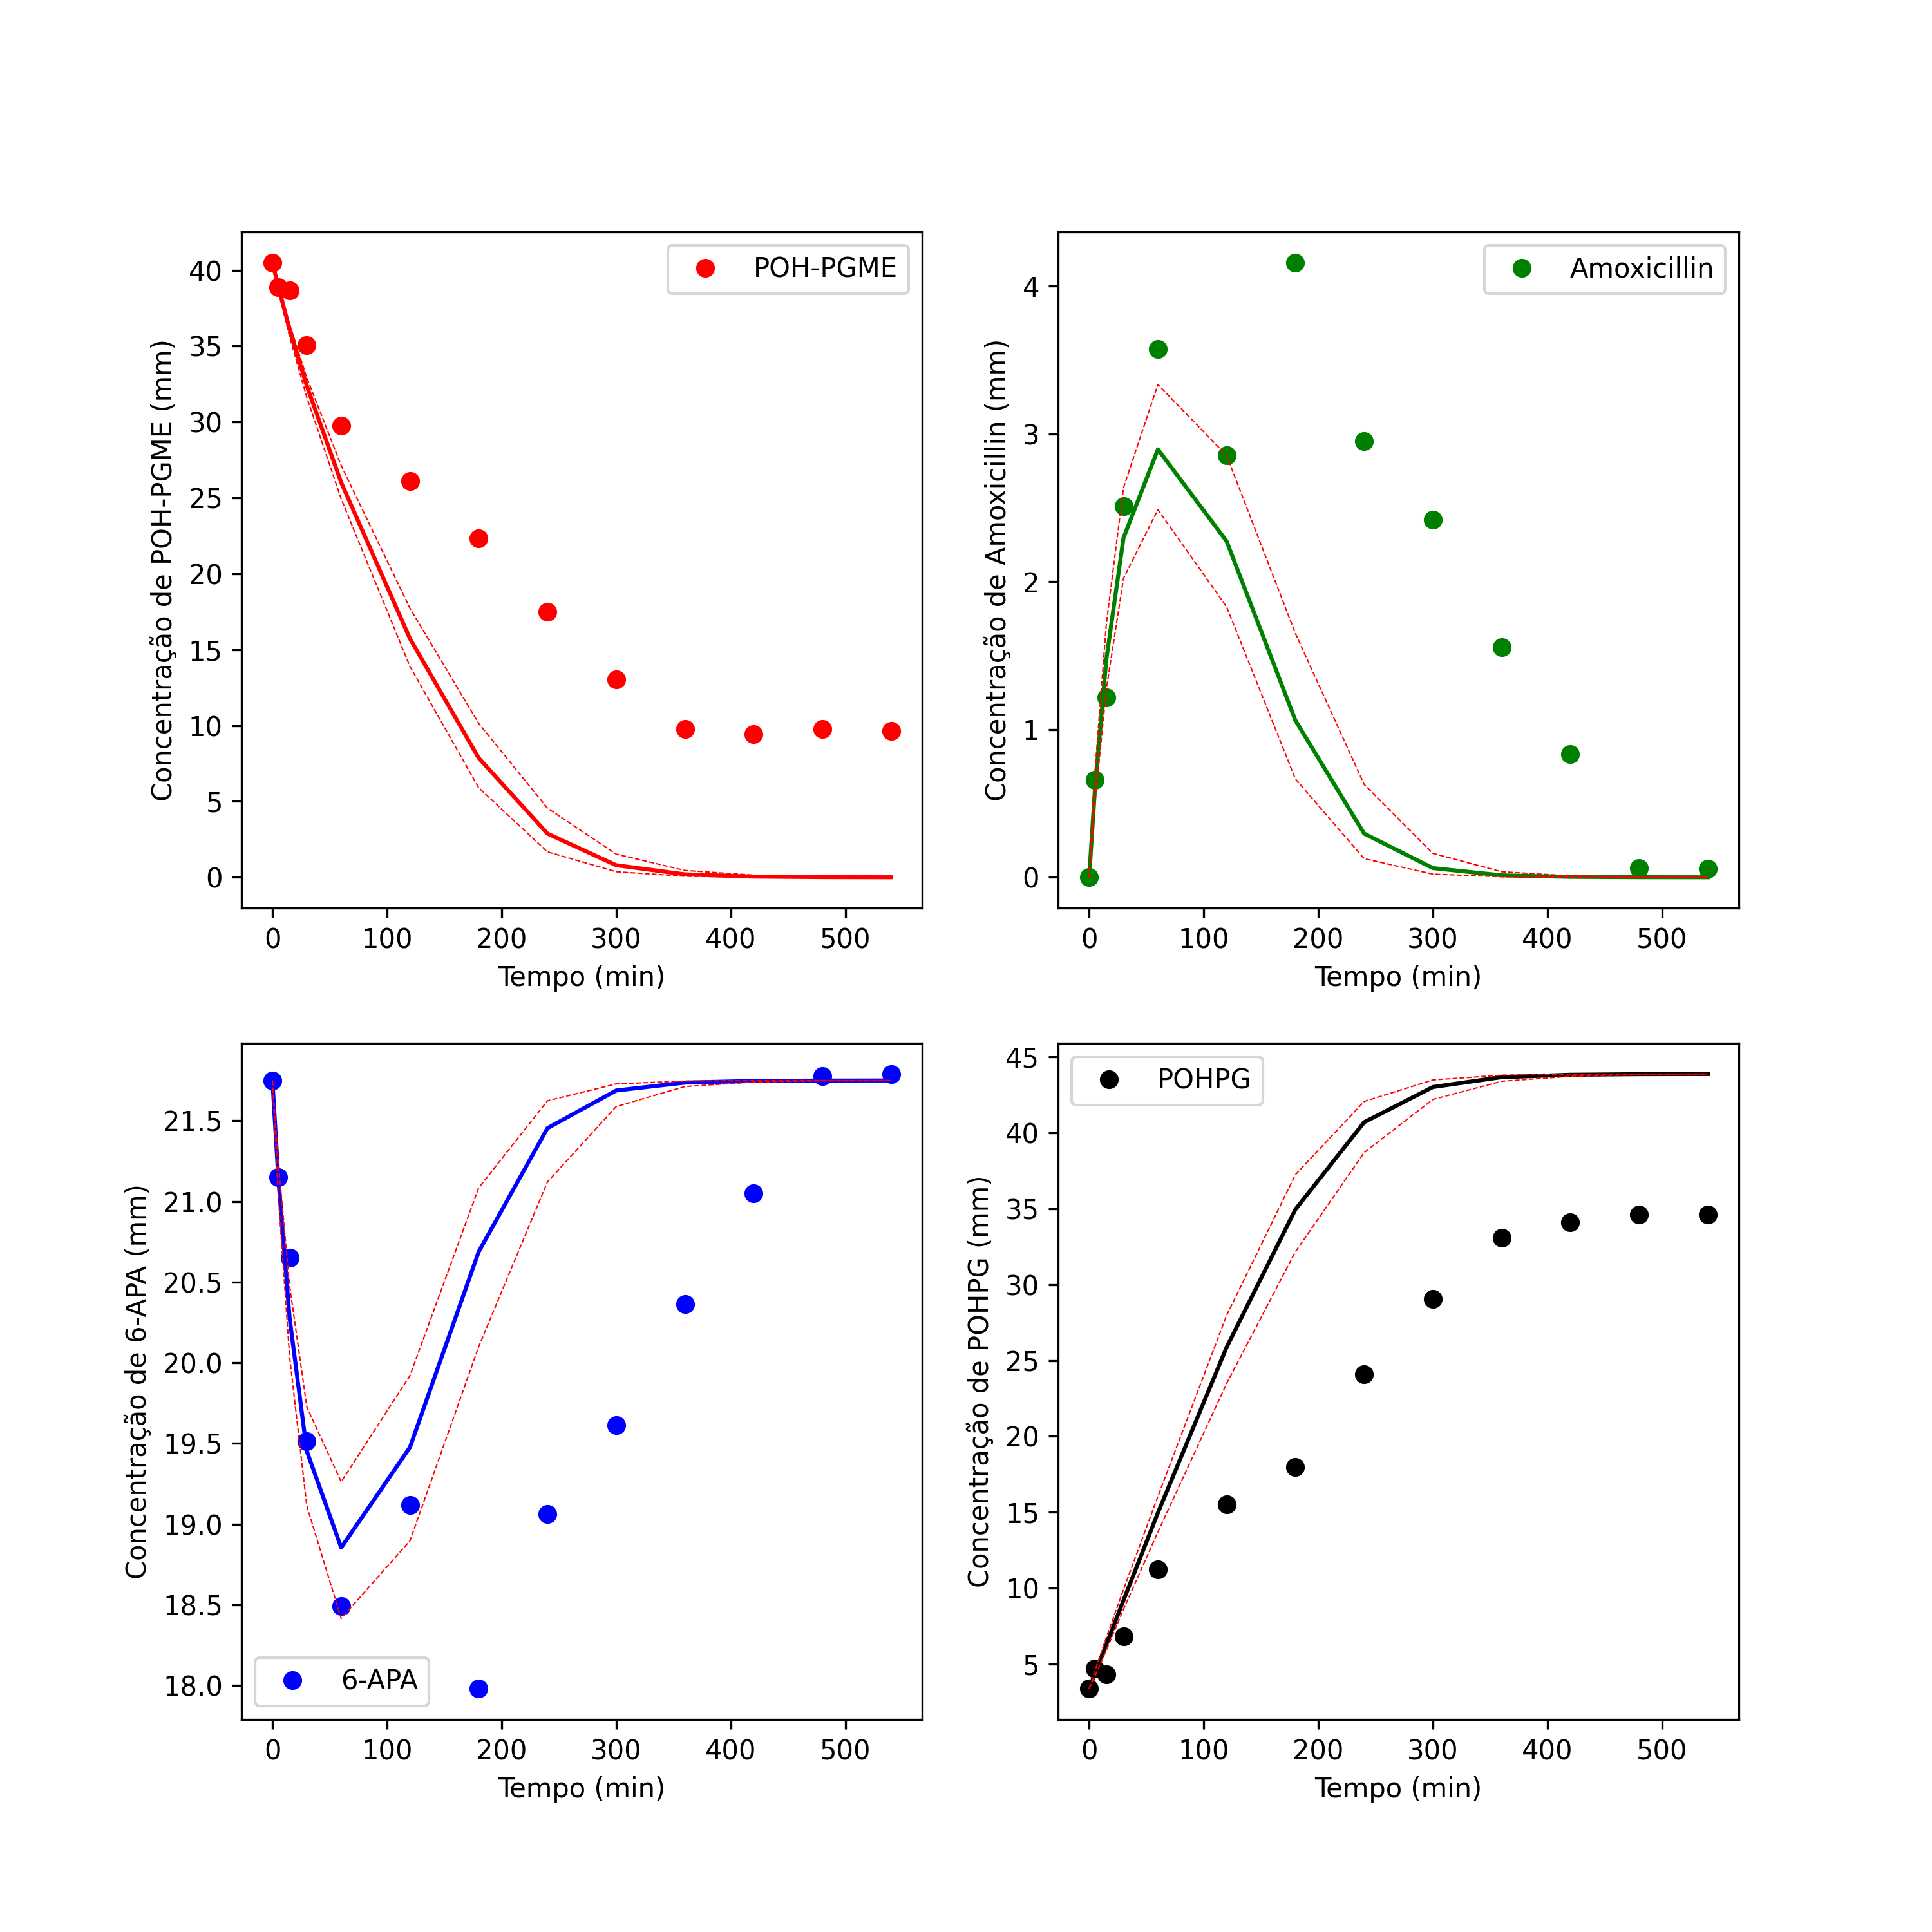 POH-PGME
Concentração de POH-PGME (mm)
40
35
30
25
20
15
10
5
0
0 100 200 300 400 500
Tempo (min)
Amoxicillin
Concentração de Amoxicillin (mm)
4
3
2
1
0
0 100 200 300 400 500
Tempo (min)
Concentração de 6-APA (mm)
21.5
21.0
20.5
20.0
19.5
19.0
18.5
18.0
6-APA
0 100 200 300 400 500
Tempo (min)
POHPG
Concentração de POHPG (mm)
45
40
35
30
25
20
15
10
5
0 100 200 300 400 500
Tempo (min)